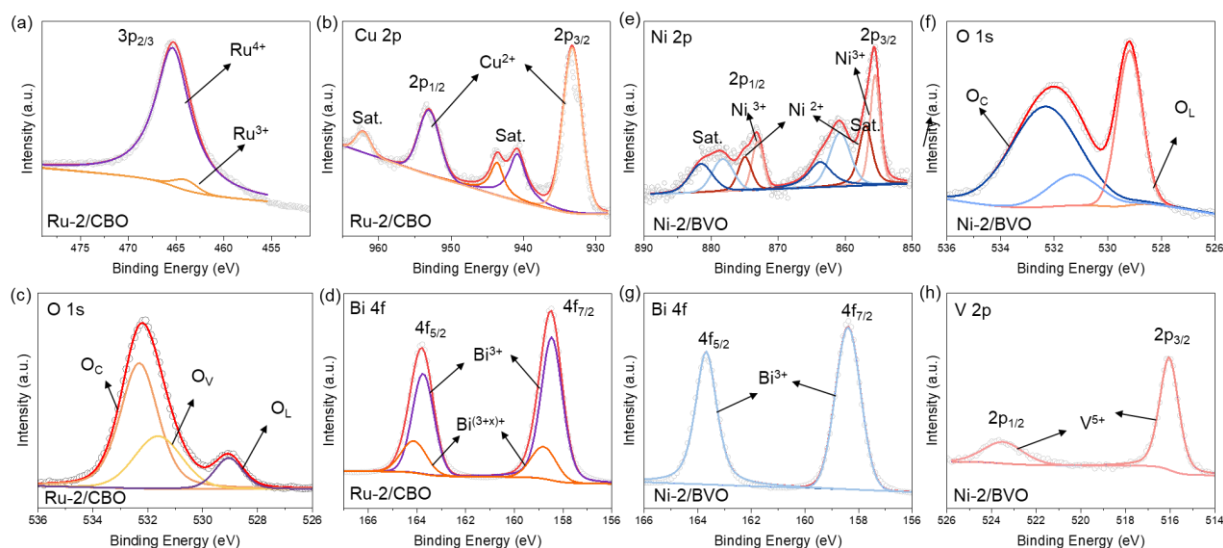 (a)
3p2/3
Ru4+
Ru3+
Ru-2/CBO
Intensity (a.u.)
475 470 465 460 455
Binding Energy (eV)
(b)
Cu 2p
2p3/2
Cu2+
2p1/2
Sat.
Sat.
Ru-2/CBO
Intensity (a.u.)
960 950 940 930
Binding Energy (eV)
(e)
Ni 2p
2p3/2
Ni3+
2p1/2
Ni 3+
Ni 2+
Sat.
Sat.
Ni-2/BVO
Intensity (a.u.)
890 880 870 860 850
Binding Energy (eV)
(f)
O 1s
OC
OL
Ni-2/BVO
Intensity (a.u.)
536 534 532 530 528 526
Binding Energy (eV)
(c)
O 1s
OC
OV
OL
Ru-2/CBO
Intensity (a.u.)
536 534 532 530 528 526
Binding Energy (eV)
(d)
Bi 4f
4f7/2
4f5/2
Bi3+
Bi(3+x)+
Ru-2/CBO
Intensity (a.u.)
166 164 162 160 158 156
Binding Energy (eV)
(g)
Bi 4f
4f7/2
4f5/2
Bi3+
Ni-2/BVO
Intensity (a.u.)
166 164 162 160 158 156
Binding Energy (eV)
(h)
V 2p
2p3/2
2p1/2
V5+
Ni-2/BVO
Intensity (a.u.)
526 524 522 520 518 516 514
Binding Energy (eV)